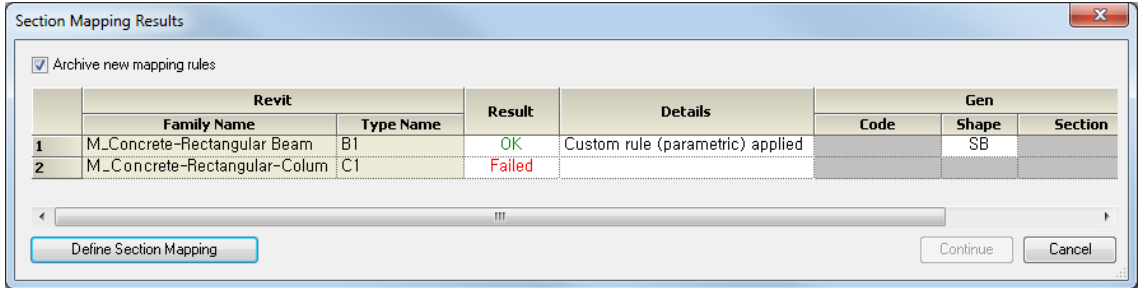 Section Mapping Results
Archive new mapping rules
Revit Result Details Gen
Family Name Type Name Code Shape Section
1 M_Concrete-Rectangular Beam B1 OK Custom rule (parametric) applied SB
2 M_Concrete-Rectangular-Colum C1 Failed
Define Section Mapping Continue Cancel